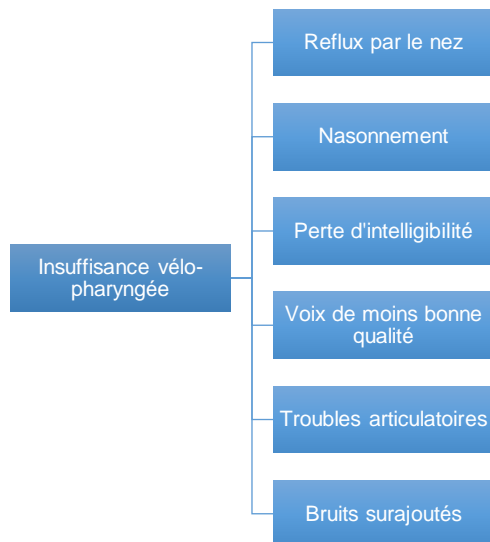 Reflux par le nez
Nasonnement
Perte d'intelligibilité
Insuffisance vélo-
pharyngée
Voix de moins bonne
qualité
Troubles articulatoires
Bruits surajoutés